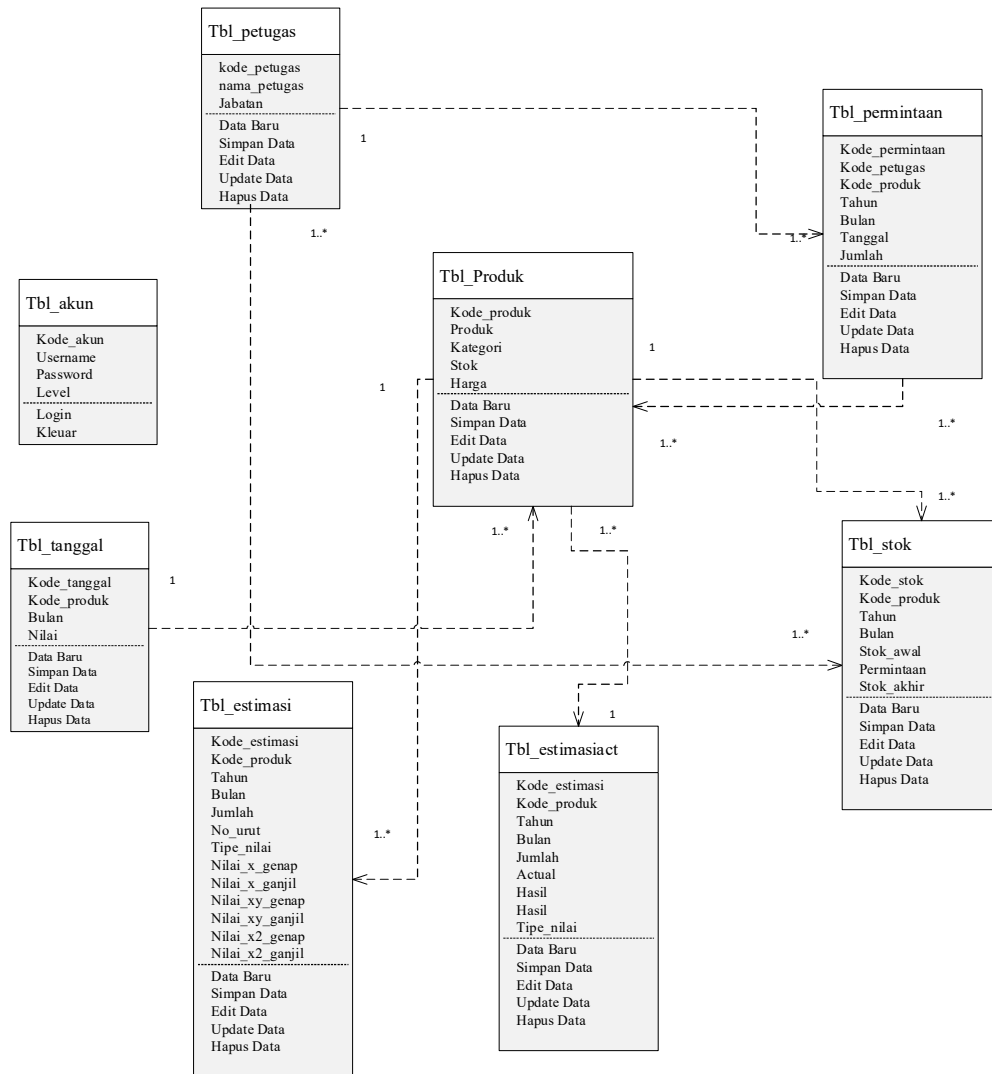 Tbl_petugas
kode_petugas
nama_petugas
Jabatan
Data Baru
Simpan Data
Edit Data
Update Data
Hapus Data
1
1..*
Tbl_permintaan
Kode_permintaan
Kode_petugas
Kode_produk
Tahun
Bulan
Tanggal
Jumlah
Data Baru
Simpan Data
Edit Data
Update Data
Hapus Data
1..*
1..*
Tbl_akun
Kode_akun
Username
Password
Level
Login
Kleuar
Tbl_Produk
Kode_produk
Produk
Kategori
Stok
Harga
Data Baru
Simpan Data
Edit Data
Update Data
Hapus Data
1
1
1..*
1..*
1..*
Tbl_tanggal
Kode_tanggal
Kode_produk
Bulan
Nilai
Data Baru
Simpan Data
Edit Data
Update Data
Hapus Data
1
Tbl_stok
Kode_stok
Kode_produk
Tahun
Bulan
Stok_awal
Permintaan
Stok_akhir
Data Baru
Simpan Data
Edit Data
Update Data
Hapus Data
1..*
1..*
Tbl_estimasi
Kode_estimasi
Kode_produk
Tahun
Bulan
Jumlah
No_urut
Tipe_nilai
Nilai_x_genap
Nilai_x_ganjil
Nilai_xy_genap
Nilai_xy_ganjil
Nilai_x2_genap
Nilai_x2_ganjil
Data Baru
Simpan Data
Edit Data
Update Data
Hapus Data
1..*
Tbl_estimasiact
Kode_estimasi
Kode_produk
Tahun
Bulan
Jumlah
Actual
Hasil
Hasil
Tipe_nilai
Data Baru
Simpan Data
Edit Data
Update Data
Hapus Data
1